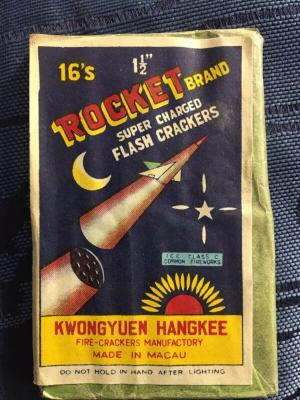 16's
1½"
ROCKET BRAND
SUPER CHARGED
FLASH CRACKERS
I C C CLASS C
COMMON FIREWORKS
KWONGYUEN HANGKEE
FIRE-CRACKERS MANUFACTORY
MADE IN MACAU
DO NOT HOLD IN HAND AFTER LIGHTING